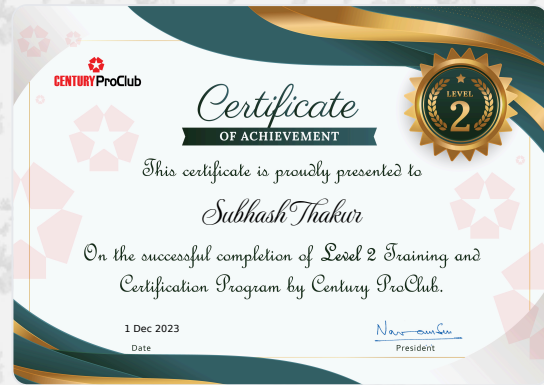 CENTURY ProClub
Certificate
OF ACHIEVEMENT
LEVEL
2
This certificate is proudly presented to
Subhash Thakur
On the successful completion of Level 2 Training and
Certification Program by Century ProClub.
1 Dec 2023
Date
President